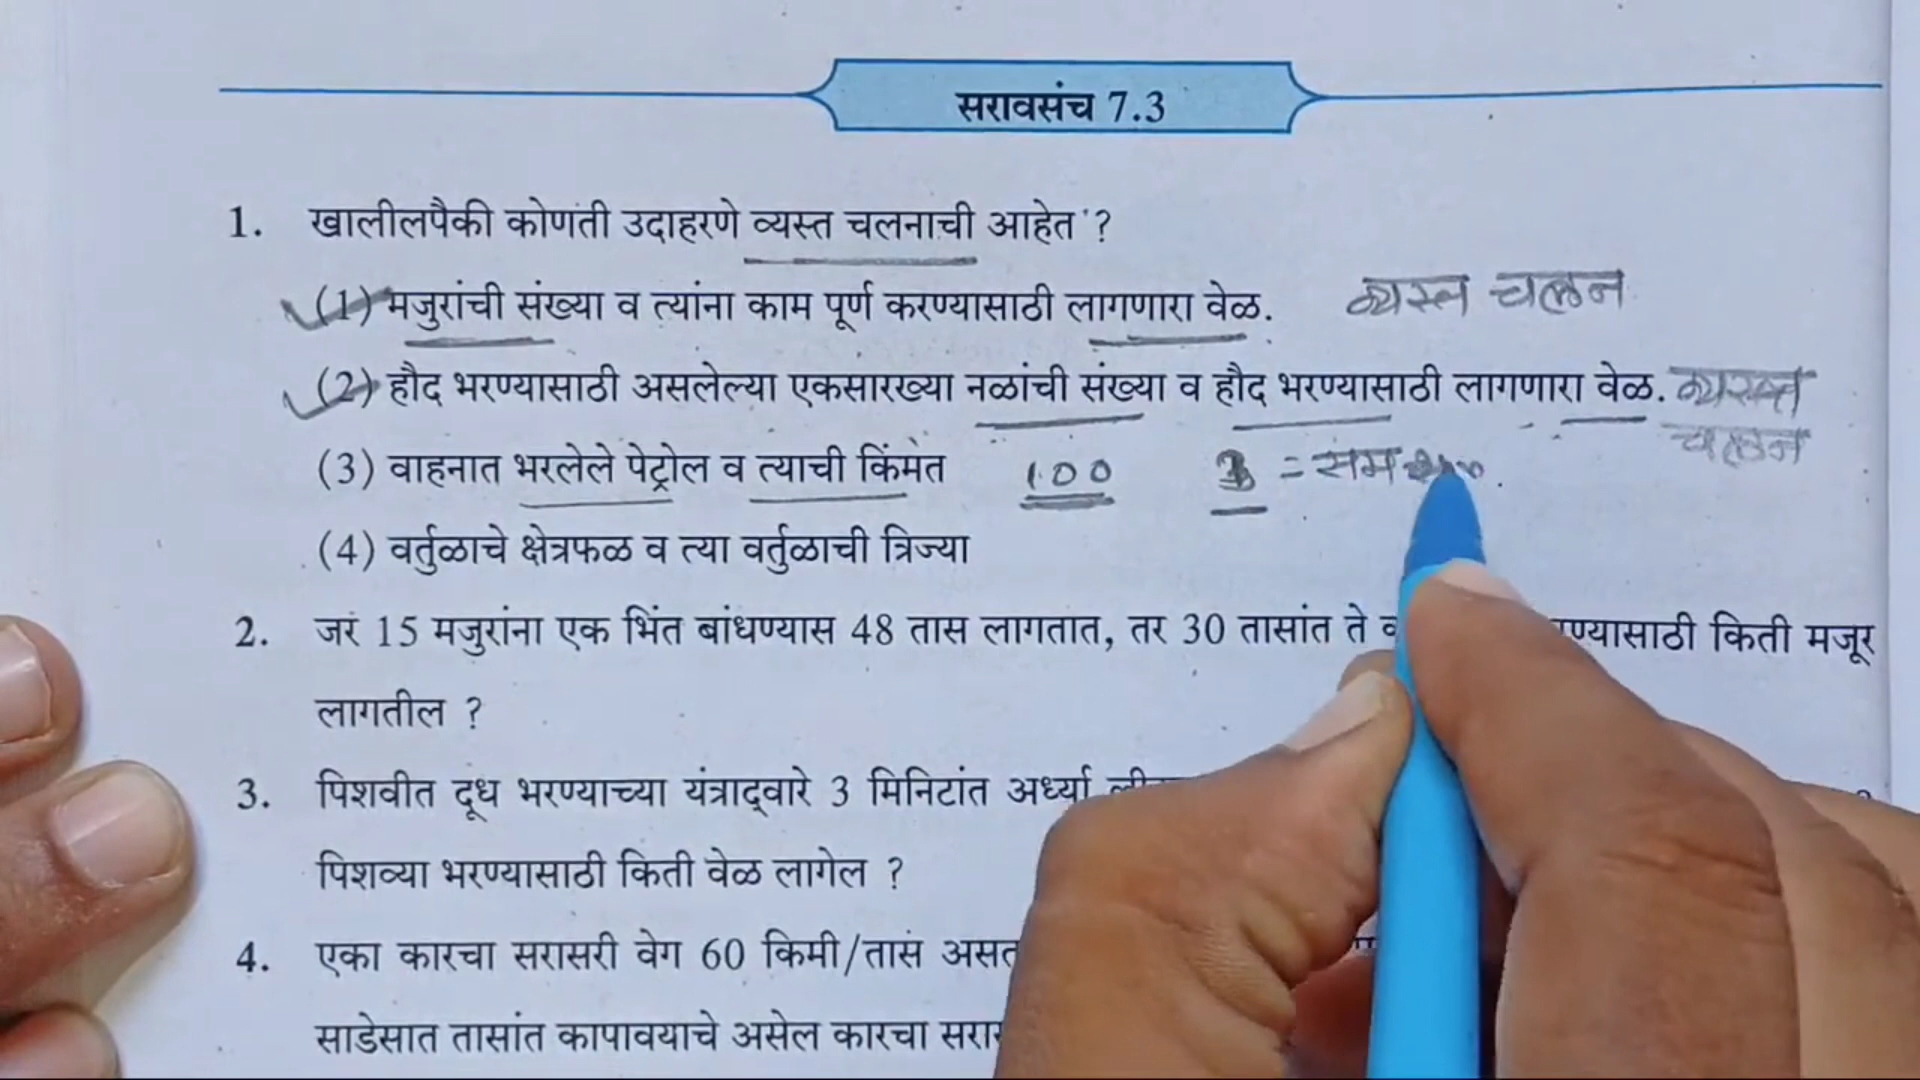 सरावसंच 7.3
1. खालीलपैकी कोणती उदाहरणे व्यस्त चलनाची आहेत ?
(1) मजुरांची संख्या व त्यांना काम पूर्ण करण्यासाठी लागणारा वेळ. व्यस्त चलन
(2) हौद भरण्यासाठी असलेल्या एकसारख्या नळांची संख्या व हौद भरण्यासाठी लागणारा वेळ. व्यस्त
चलन
(3) वाहनात भरलेले पेट्रोल व त्याची किंमत 100 = सम
(4) वर्तुळाचे क्षेत्रफळ व त्या वर्तुळाची त्रिज्या
2. जर 15 मजुरांना एक भिंत बांधण्यास 48 तास लागतात, तर 30 तासांत ते किती मजूर
लागतील ?
3. पिशवीत दूध भरण्याच्या यंत्राद्वारे 3 मिनिटांत अर्ध्या
पिशव्या भरण्यासाठी किती वेळ लागेल ?
4. एका कारचा सरासरी वेग 60 किमी/तास
साडेसात तासांत कापावयाचे असेल कारचा